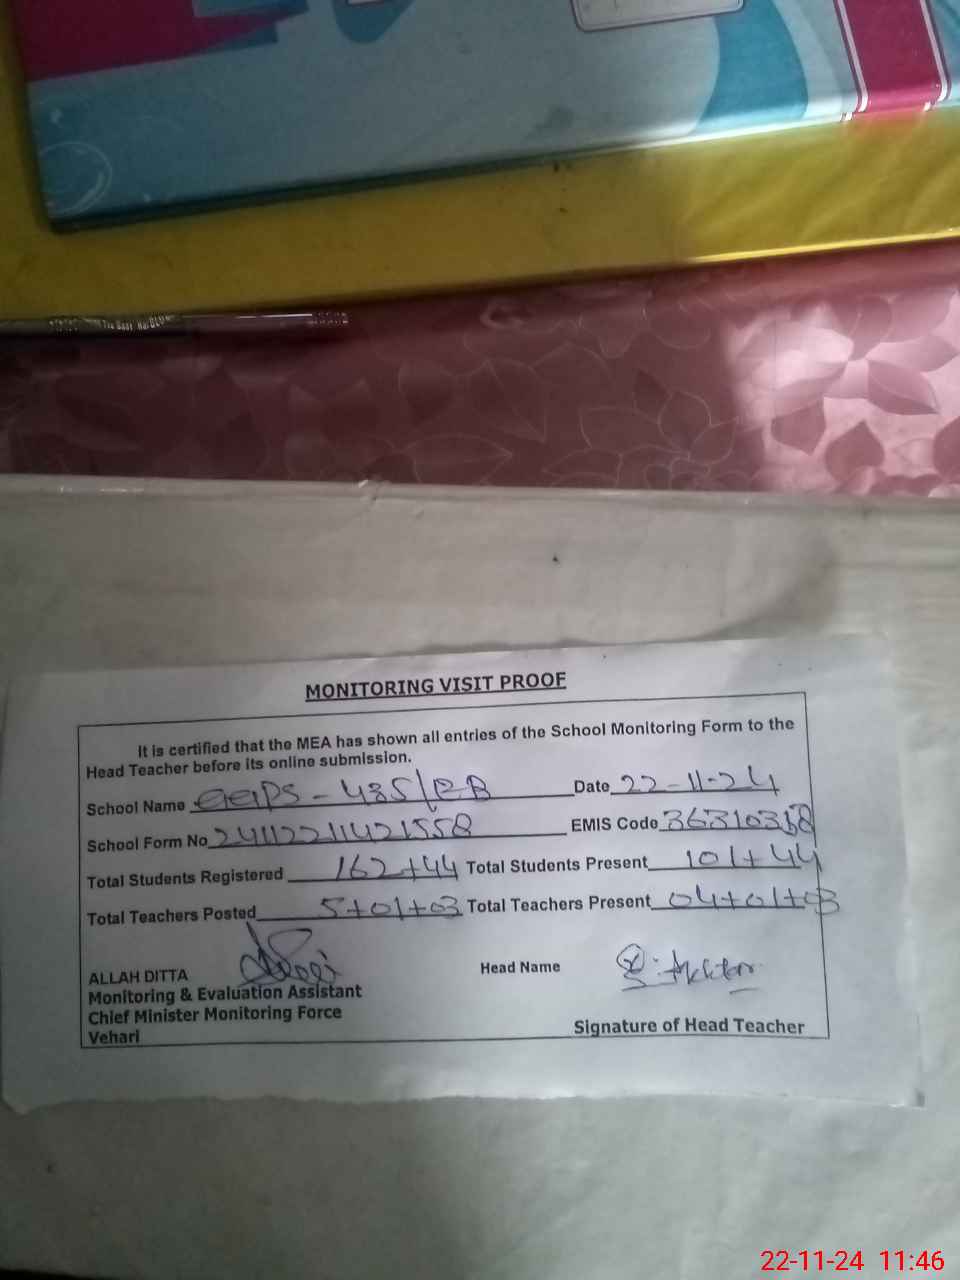 MONITORING VISIT PROOF
It is certified that the MEA has shown all entries of the School Monitoring Form to the
Head Teacher before its online submission.
School Name GGPS - 485/EB Date 22-11-24
School Form No 24112211421558 EMIS Code
Total Students Registered 162+44 Total Students Present 101+44
Total Teachers Posted 5+01+03 Total Teachers Present 04+01+03
ALLAH DITTA Head Name
Monitoring & Evaluation Assistant
Chief Minister Monitoring Force
Vehari Signature of Head Teacher
22-11-24 11:46